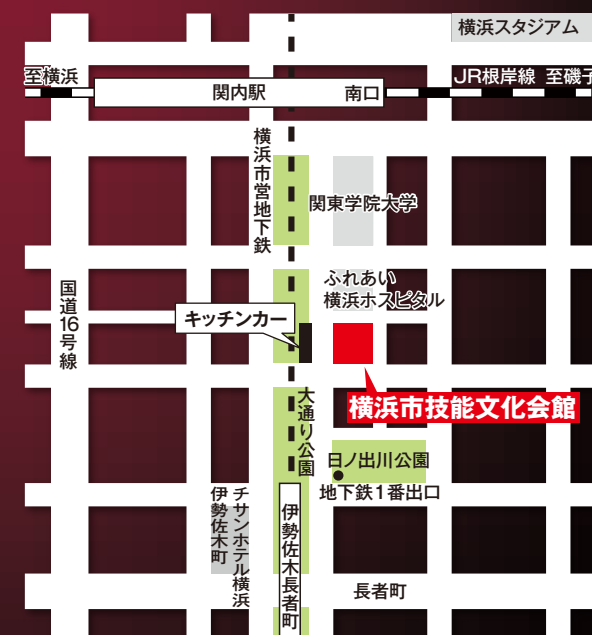 横浜スタジアム
至横浜
JR根岸線 至磯子
関内駅 南口
横浜市営地下鉄
関東学院大学
ふれあい
横浜ホスピタル
国道16号線
キッチンカー
大通り公園
横浜市技能文化会館
日ノ出川公園
地下鉄1番出口
チサンホテル横浜
伊勢佐木町
伊勢佐木長者町
長者町